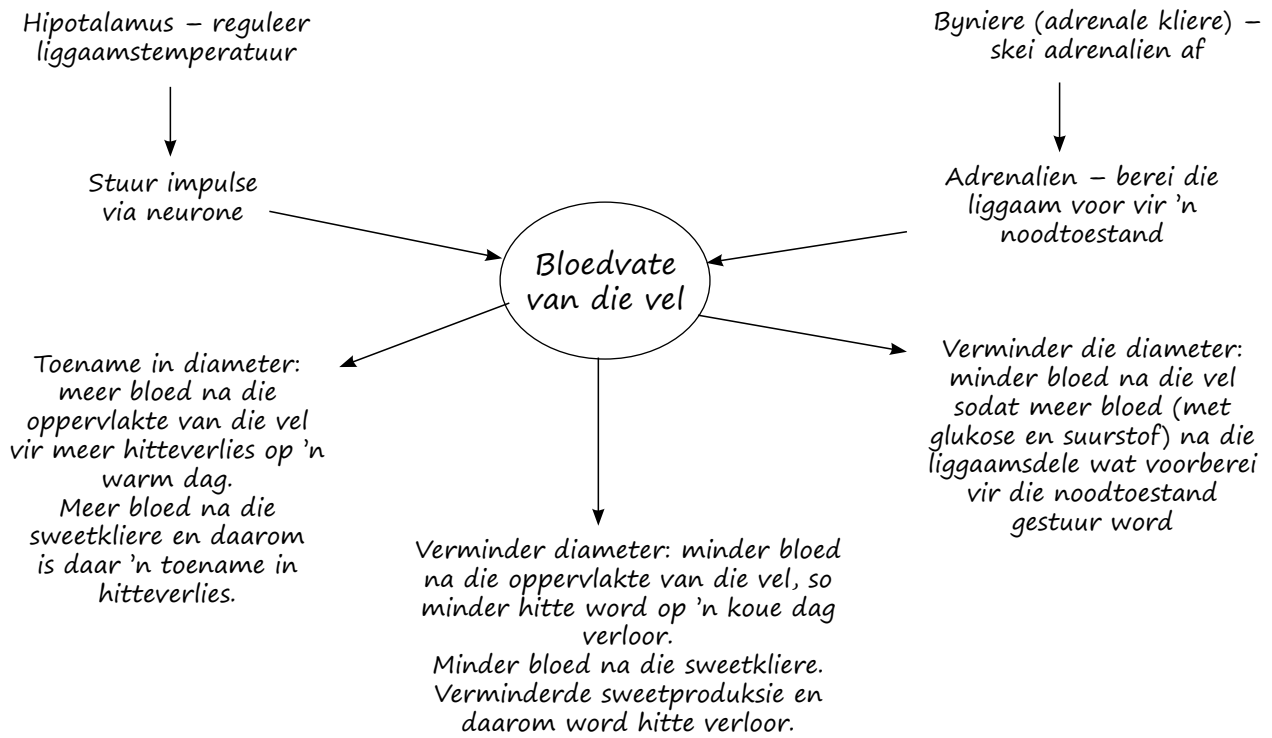 Hipotalamus – reguleer
liggaamstemperatuur
Byniere (adrenale kliere) –
skei adrenalien af
Stuur impulse
via neurone
Adrenalien – berei die
liggaam voor vir ’n
noodtoestand
Bloedvate
van die vel
Toename in diameter:
meer bloed na die
oppervlakte van die vel
vir meer hitteverlies op ’n
warm dag.
Meer bloed na die
sweetkliere en daarom
is daar ’n toename in
hitteverlies.
Verminder diameter: minder bloed
na die oppervlakte van die vel, so
minder hitte word op ’n koue dag
verloor.
Minder bloed na die sweetkliere.
Verminderde sweetproduksie en
daarom word hitte verloor.
Verminder die diameter:
minder bloed na die vel
sodat meer bloed (met
glukose en suurstof) na die
liggaamsdele wat voorberei
vir die noodtoestand
gestuur word